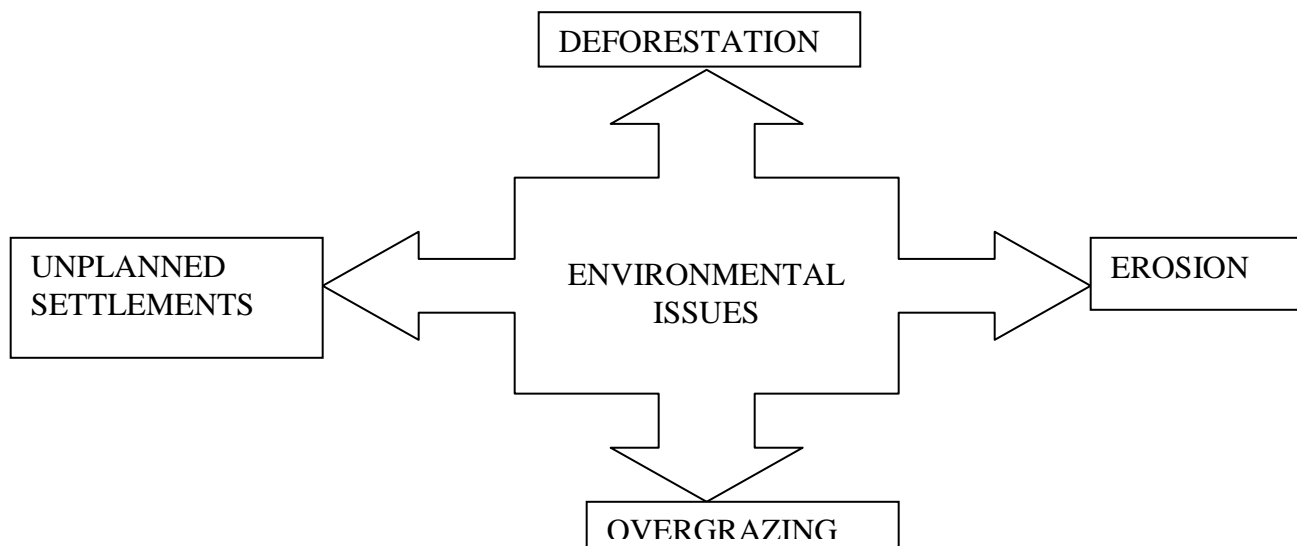 DEFORESTATION
UNPLANNED
SETTLEMENTS
ENVIRONMENTAL
ISSUES
EROSION
OVERGRAZING